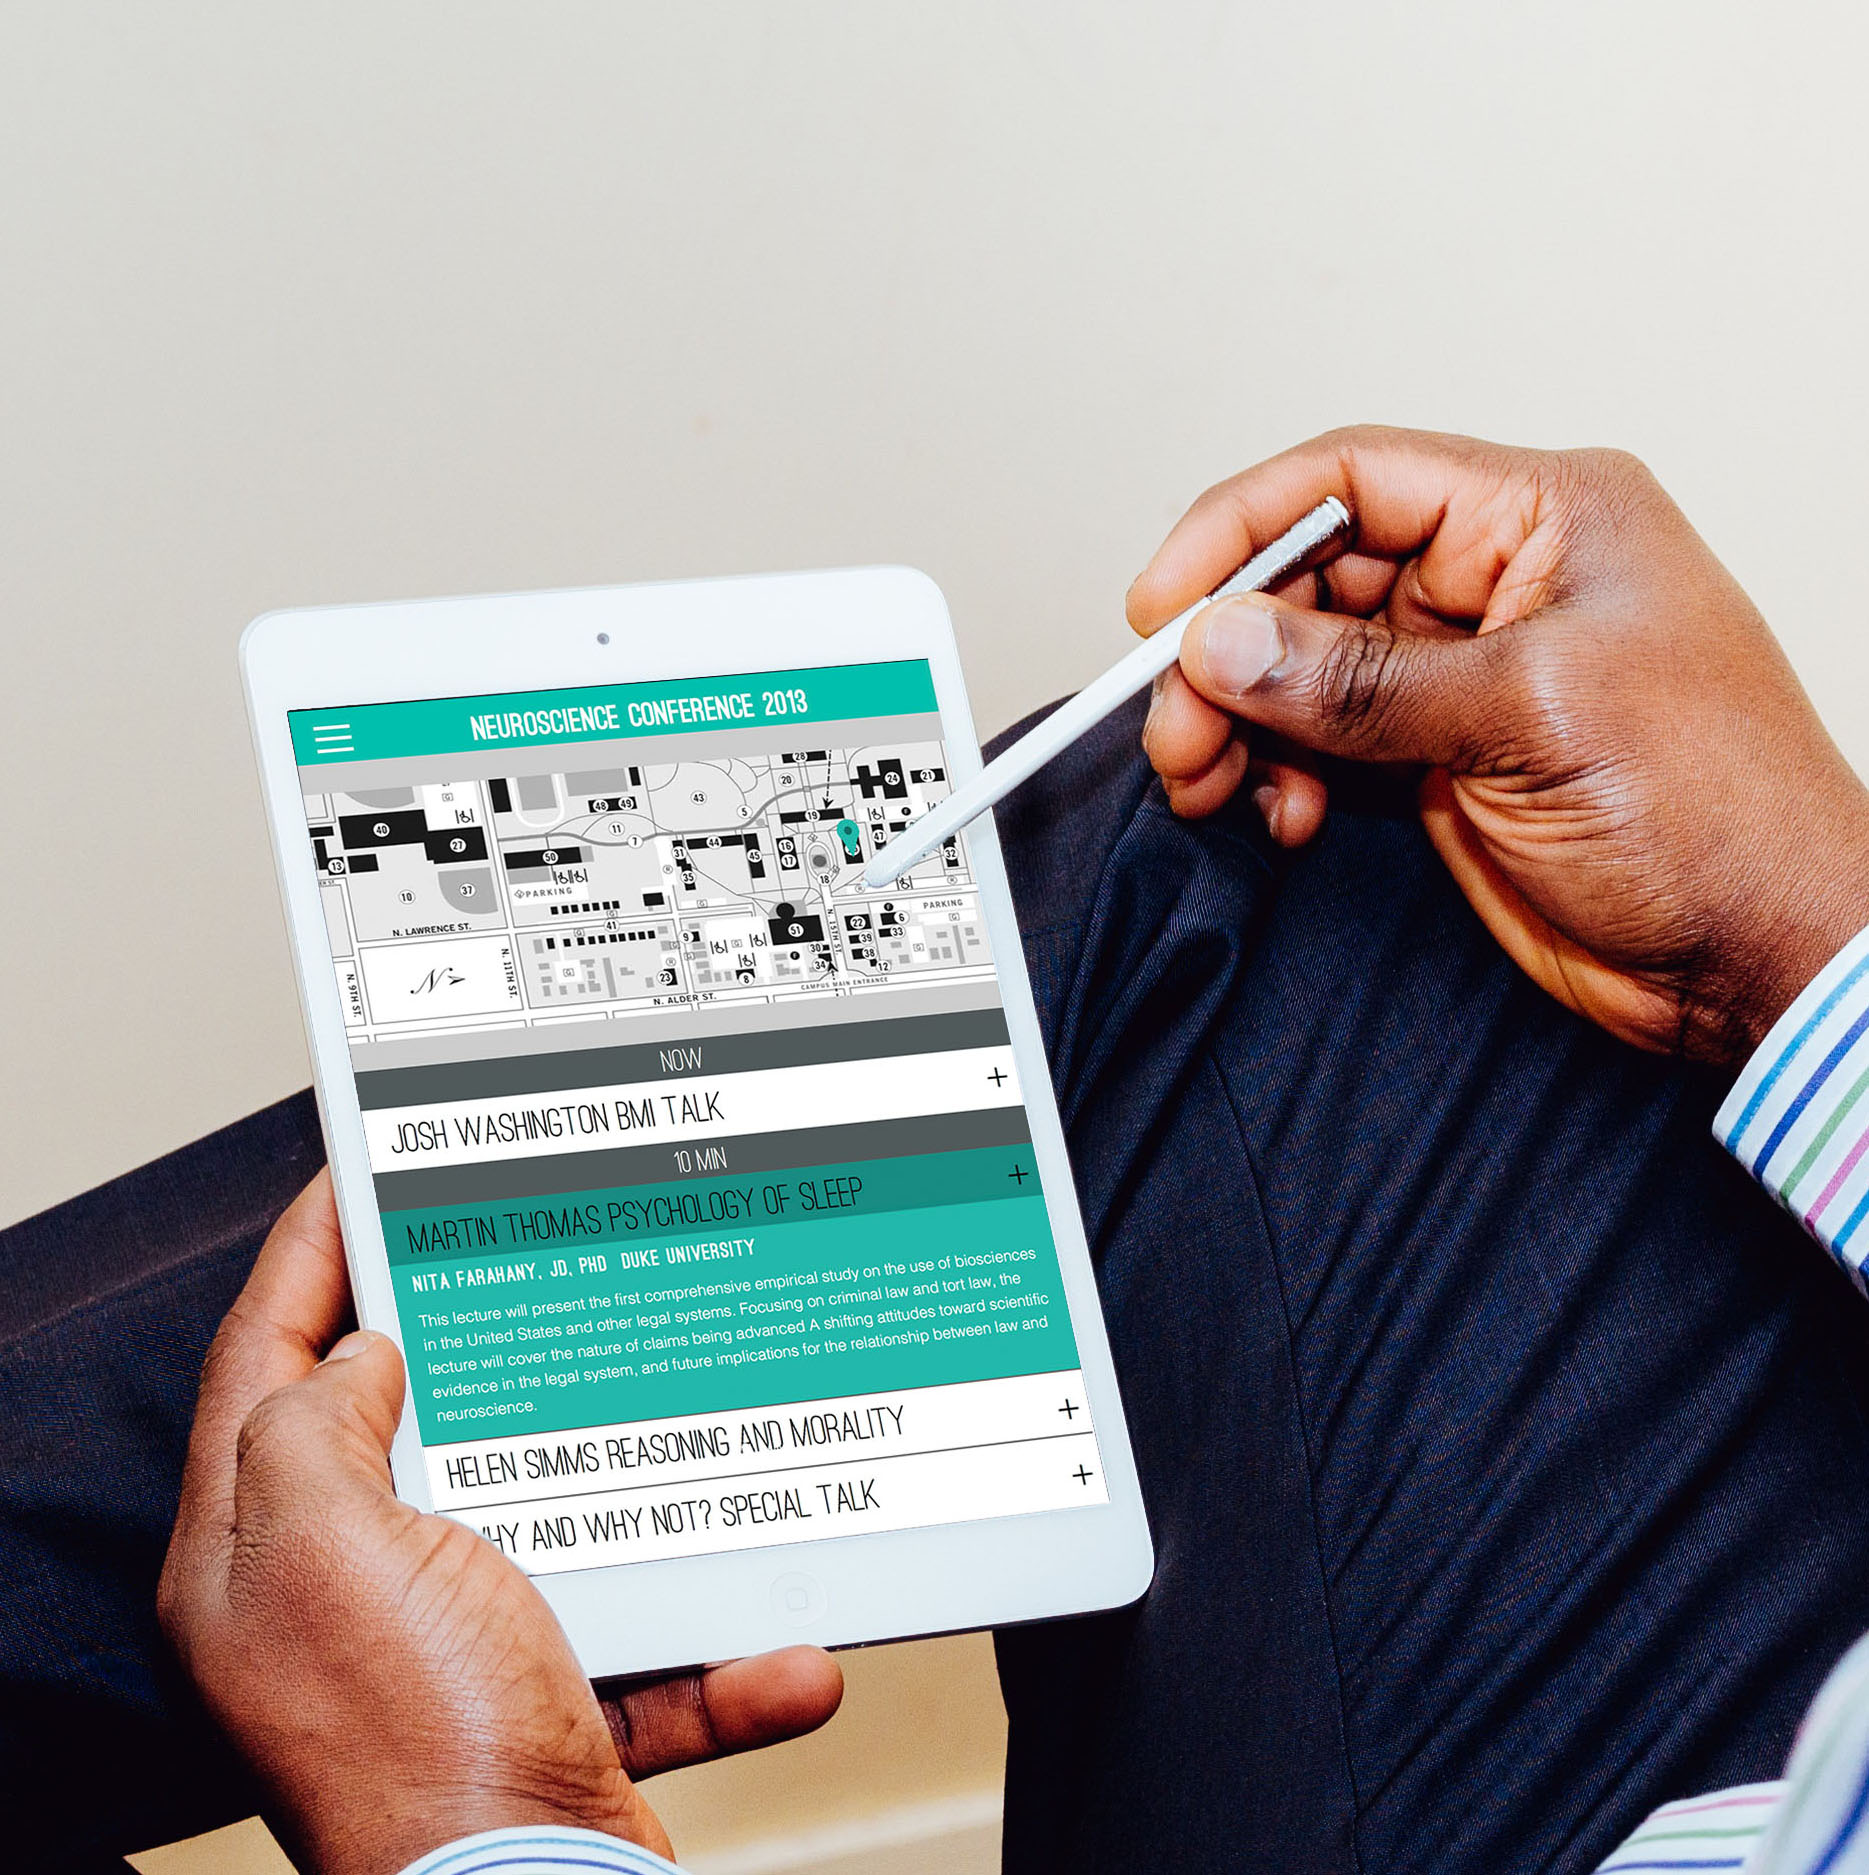 NEUROSCIENCE CONFERENCE 2013
28
20
24
21
43
5
48 49
19
11
7
40
27
50
31
44
45
16
17
47
32
13
35
18
10
37
PARKING
PARKING
N. LAWRENCE ST.
41
9
51
22
6
39
33
30
38
34
12
23
8
N. 9TH ST.
N. 11TH ST.
N. 15TH ST.
N
N. ALDER ST.
CAMPUS MAIN ENTRANCE
NOW
JOSH WASHINGTON BMI TALK +
10 MIN
MARTIN THOMAS PSYCHOLOGY OF SLEEP +
NITA FARAHANY, JD, PHD DUKE UNIVERSITY
This lecture will present the first comprehensive empirical study on the use of biosciences
in the United States and other legal systems. Focusing on criminal law and tort law, the
lecture will cover the nature of claims being advanced A shifting attitudes toward scientific
evidence in the legal system, and future implications for the relationship between law and
neuroscience.
HELEN SIMMS REASONING AND MORALITY +
WHY AND WHY NOT? SPECIAL TALK +